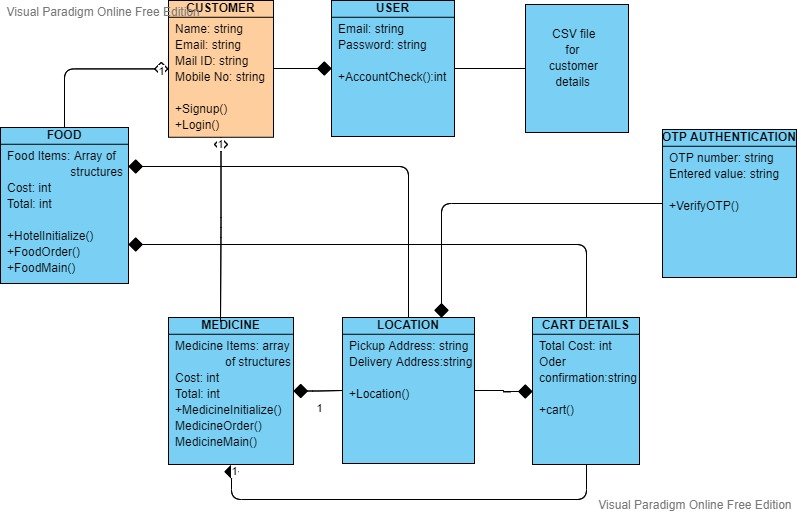 Visual Paradigm Online Free Edition
CUSTOMER
Name: string
Email: string
Mail ID: string
Mobile No: string
+Signup()
+Login()
USER
Email: string
Password: string
+AccountCheck():int
CSV file
for
customer
details
1
1
FOOD
Food Items: Array of
structures
Cost: int
Total: int
+HotelInitialize()
+FoodOrder()
+FoodMain()
OTP AUTHENTICATION
OTP number: string
Entered value: string
+VerifyOTP()
MEDICINE
Medicine Items: array
of structures
Cost: int
Total: int
+MedicineInitialize()
MedicineOrder()
MedicineMain()
1
LOCATION
Pickup Address: string
Delivery Address:string
+Location()
CART DETAILS
Total Cost: int
Oder
confirmation:string
+cart()
1
Visual Paradigm Online Free Edition